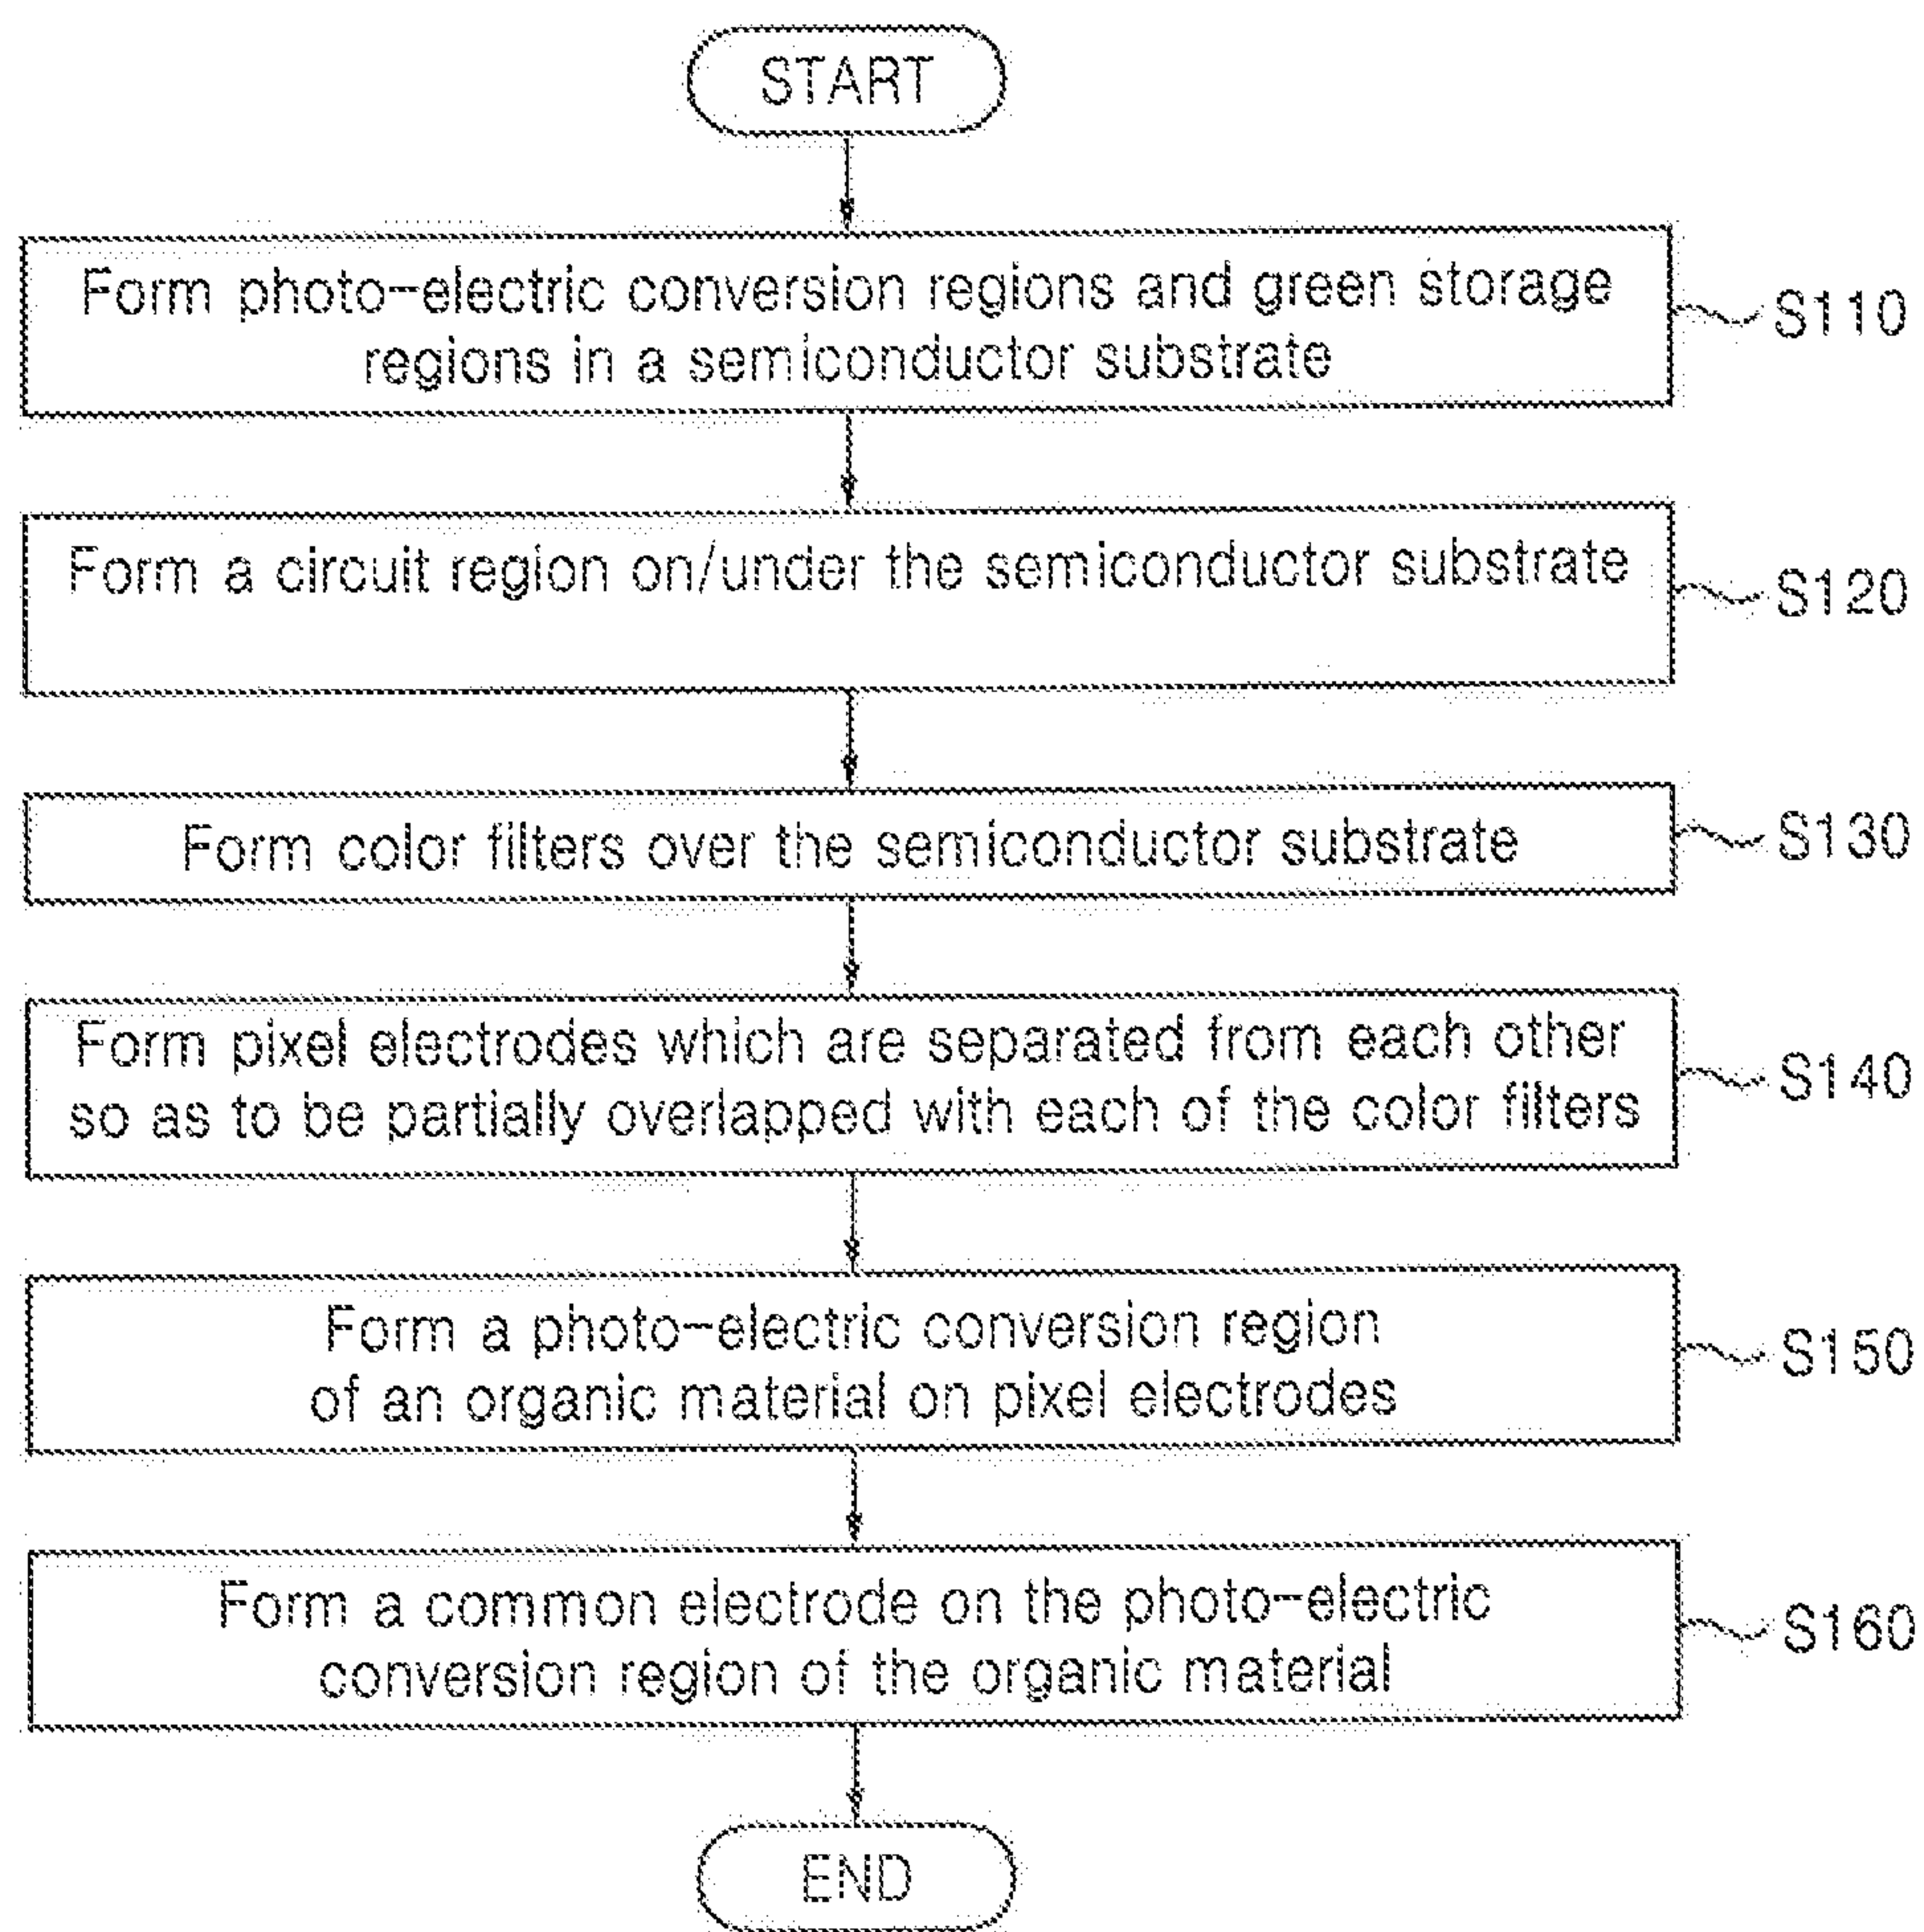 START
Form photo-electric conversion regions and green storage
regions in a semiconductor substrate
S110
Form a circuit region on/under the semiconductor substrate
S120
Form color filters over the semiconductor substrate
S130
Form pixel electrodes which are separated from each other
so as to be partially overlapped with each of the color filters
S140
Form a photo-electric conversion region
of an organic material on pixel electrodes
S150
Form a common electrode on the photo-electric
conversion region of the organic material
S160
END